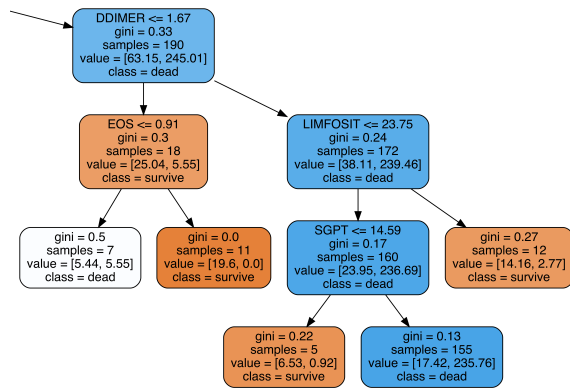 DDIMER <= 1.67
gini = 0.33
samples = 190
value = [63.15, 245.01]
class = dead
EOS <= 0.91
gini = 0.3
samples = 18
value = [25.04, 5.55]
class = survive
LIMFOSIT <= 23.75
gini = 0.24
samples = 172
value = [38.11, 239.46]
class = dead
gini = 0.5
samples = 7
value = [5.44, 5.55]
class = dead
gini = 0.0
samples = 11
value = [19.6, 0.0]
class = survive
SGPT <= 14.59
gini = 0.17
samples = 160
value = [23.95, 236.69]
class = dead
gini = 0.27
samples = 12
value = [14.16, 2.77]
class = survive
gini = 0.22
samples = 5
value = [6.53, 0.92]
class = survive
gini = 0.13
samples = 155
value = [17.42, 235.76]
class = dead